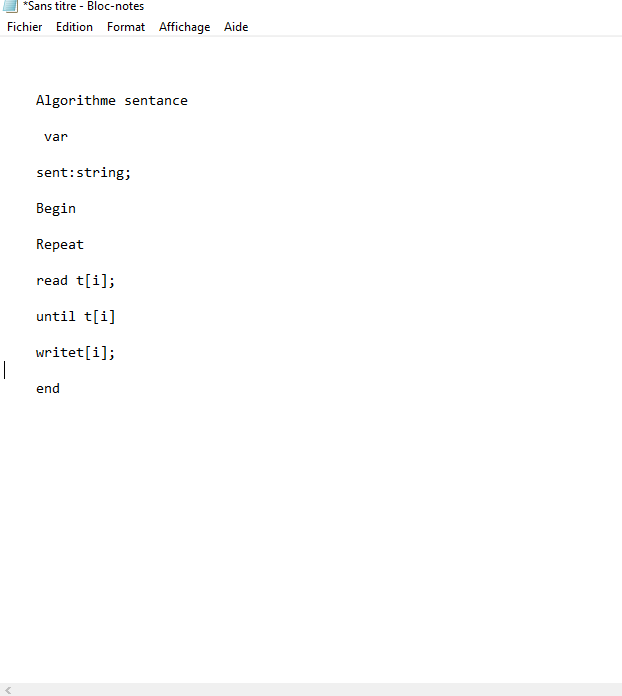 *Sans titre - Bloc-notes
Fichier Edition Format Affichage Aide
Algorithme sentance
var
sent:string;
Begin
Repeat
read t[i];
until t[i]
writet[i];
end